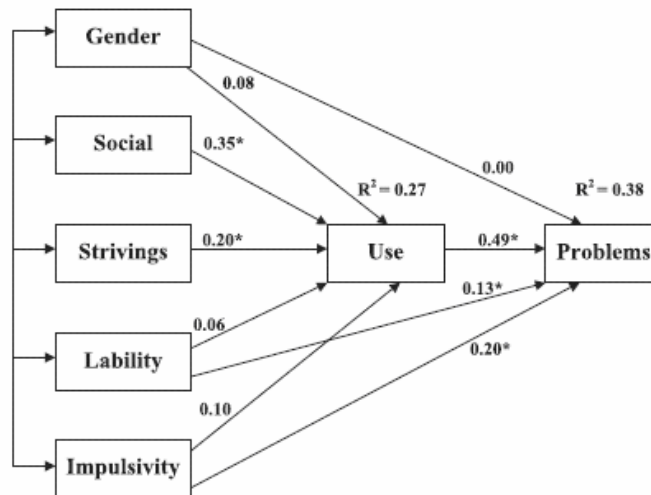 Gender
0.08
Social
0.35*
0.00
R² = 0.27
R² = 0.38
Strivings
0.20*
Use
0.49*
Problems
0.13*
0.06
Lability
0.20*
0.10
Impulsivity